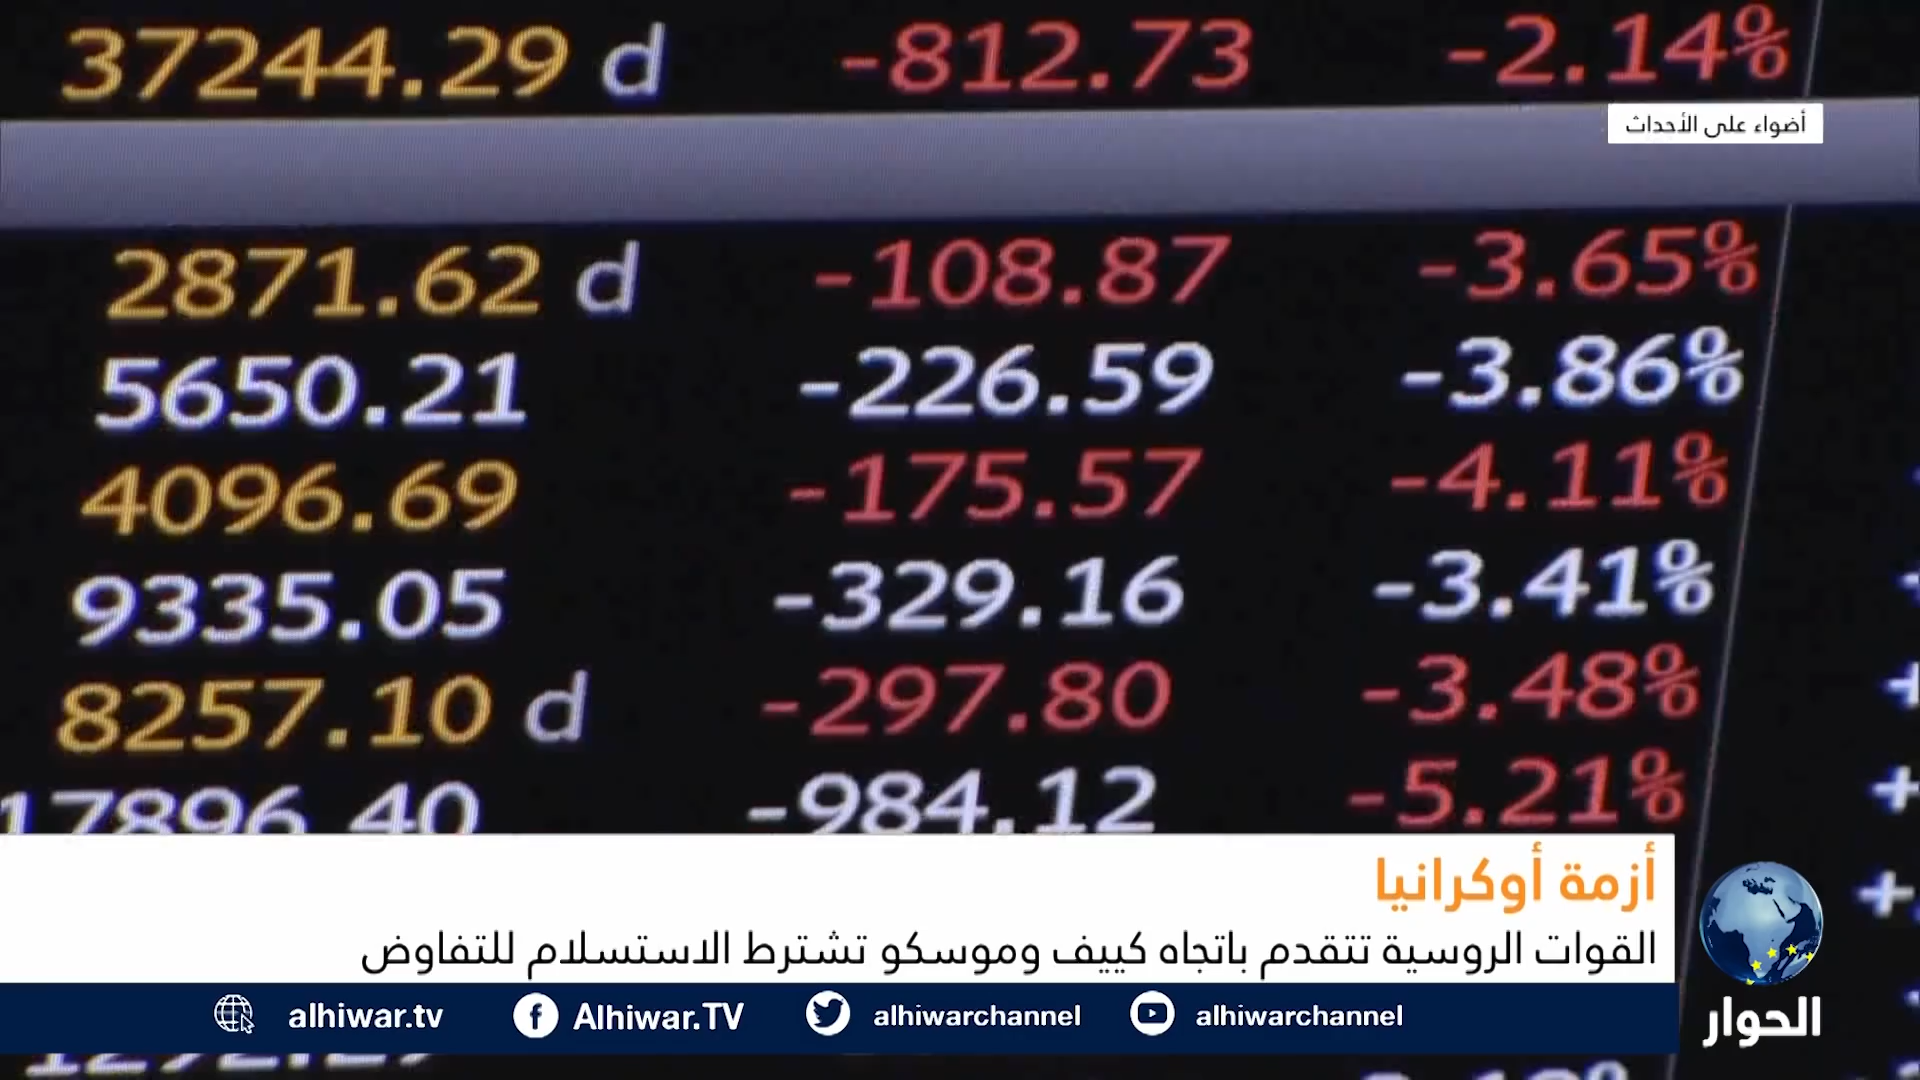 37244.29 d -812.73 -2.14%
أضواء على الأحداث
2871.62 d -108.87 -3.65%
5650.21 -226.59 -3.86%
4096.69 -175.57 -4.11%
9335.05 -329.16 -3.41%
8257.10 d -297.80 -3.48%
17896.40 -984.12 -5.21%
أزمة أوكرانيا
القوات الروسية تتقدم باتجاه كييف وموسكو تشترط الاستسلام للتفاوض
alhiwar.tv Alhiwar.TV alhiwarchannel alhiwarchannel
الحوار